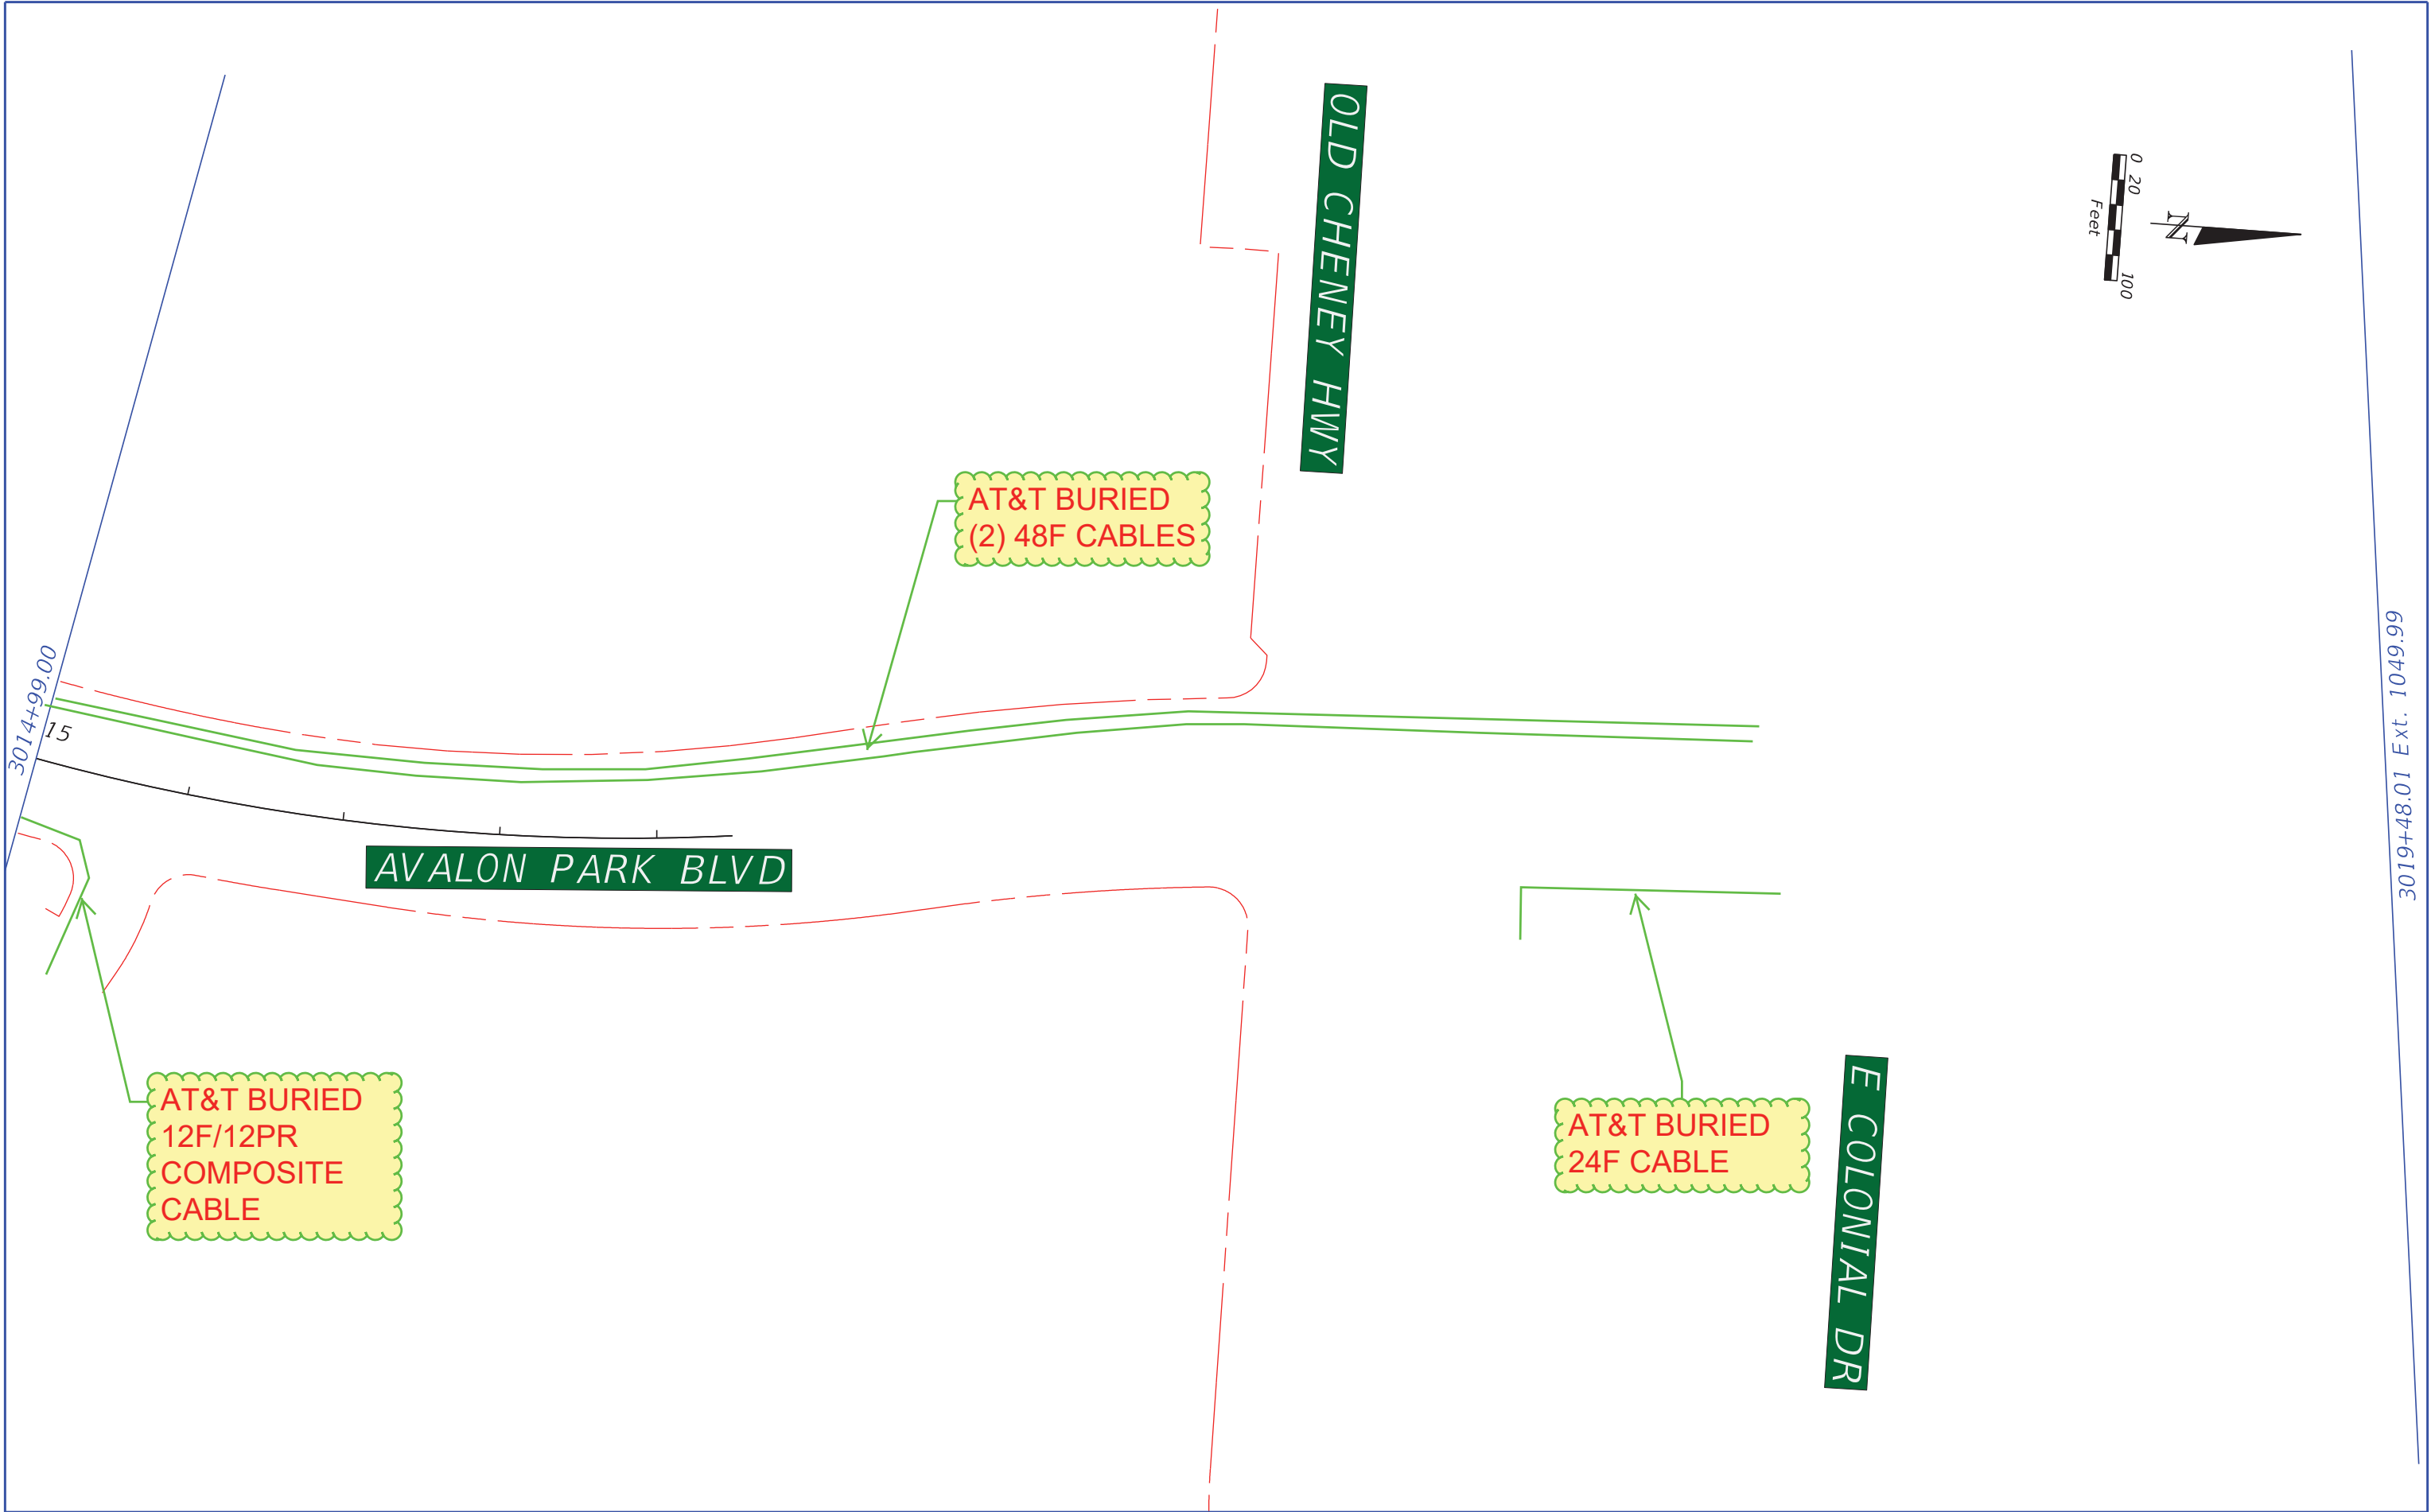 OLD CHENEY HWY
0 20 100
Feet
N
AT&T BURIED
(2) 48F CABLES
3014+99.00
15
3019+48.01 Ext. 1049.99
AVALON PARK BLVD
AT&T BURIED
12F/12PR
COMPOSITE
CABLE
AT&T BURIED
24F CABLE
E COLONIAL DR